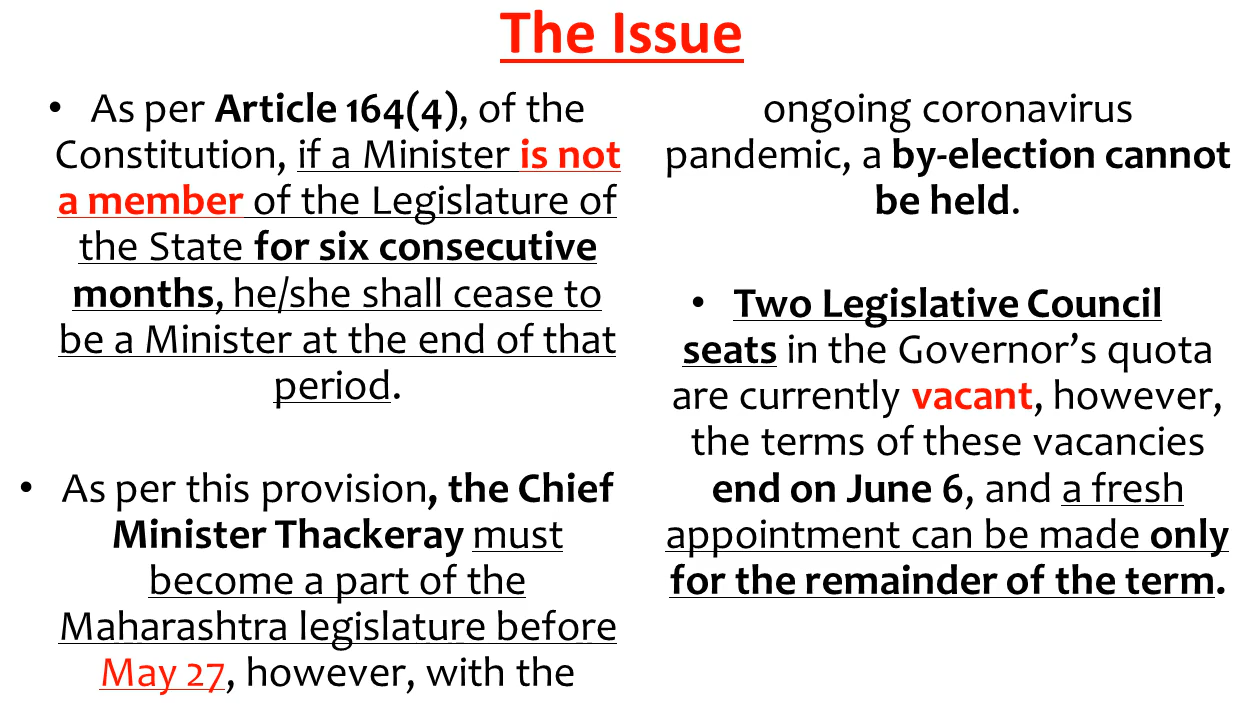 The Issue
• As per Article 164(4), of the
Constitution, if a Minister is not
a member of the Legislature of
the State for six consecutive
months, he/she shall cease to
be a Minister at the end of that
period.
• As per this provision, the Chief
Minister Thackeray must
become a part of the
Maharashtra legislature before
May 27, however, with the
ongoing coronavirus
pandemic, a by-election cannot
be held.
• Two Legislative Council
seats in the Governor’s quota
are currently vacant, however,
the terms of these vacancies
end on June 6, and a fresh
appointment can be made only
for the remainder of the term.